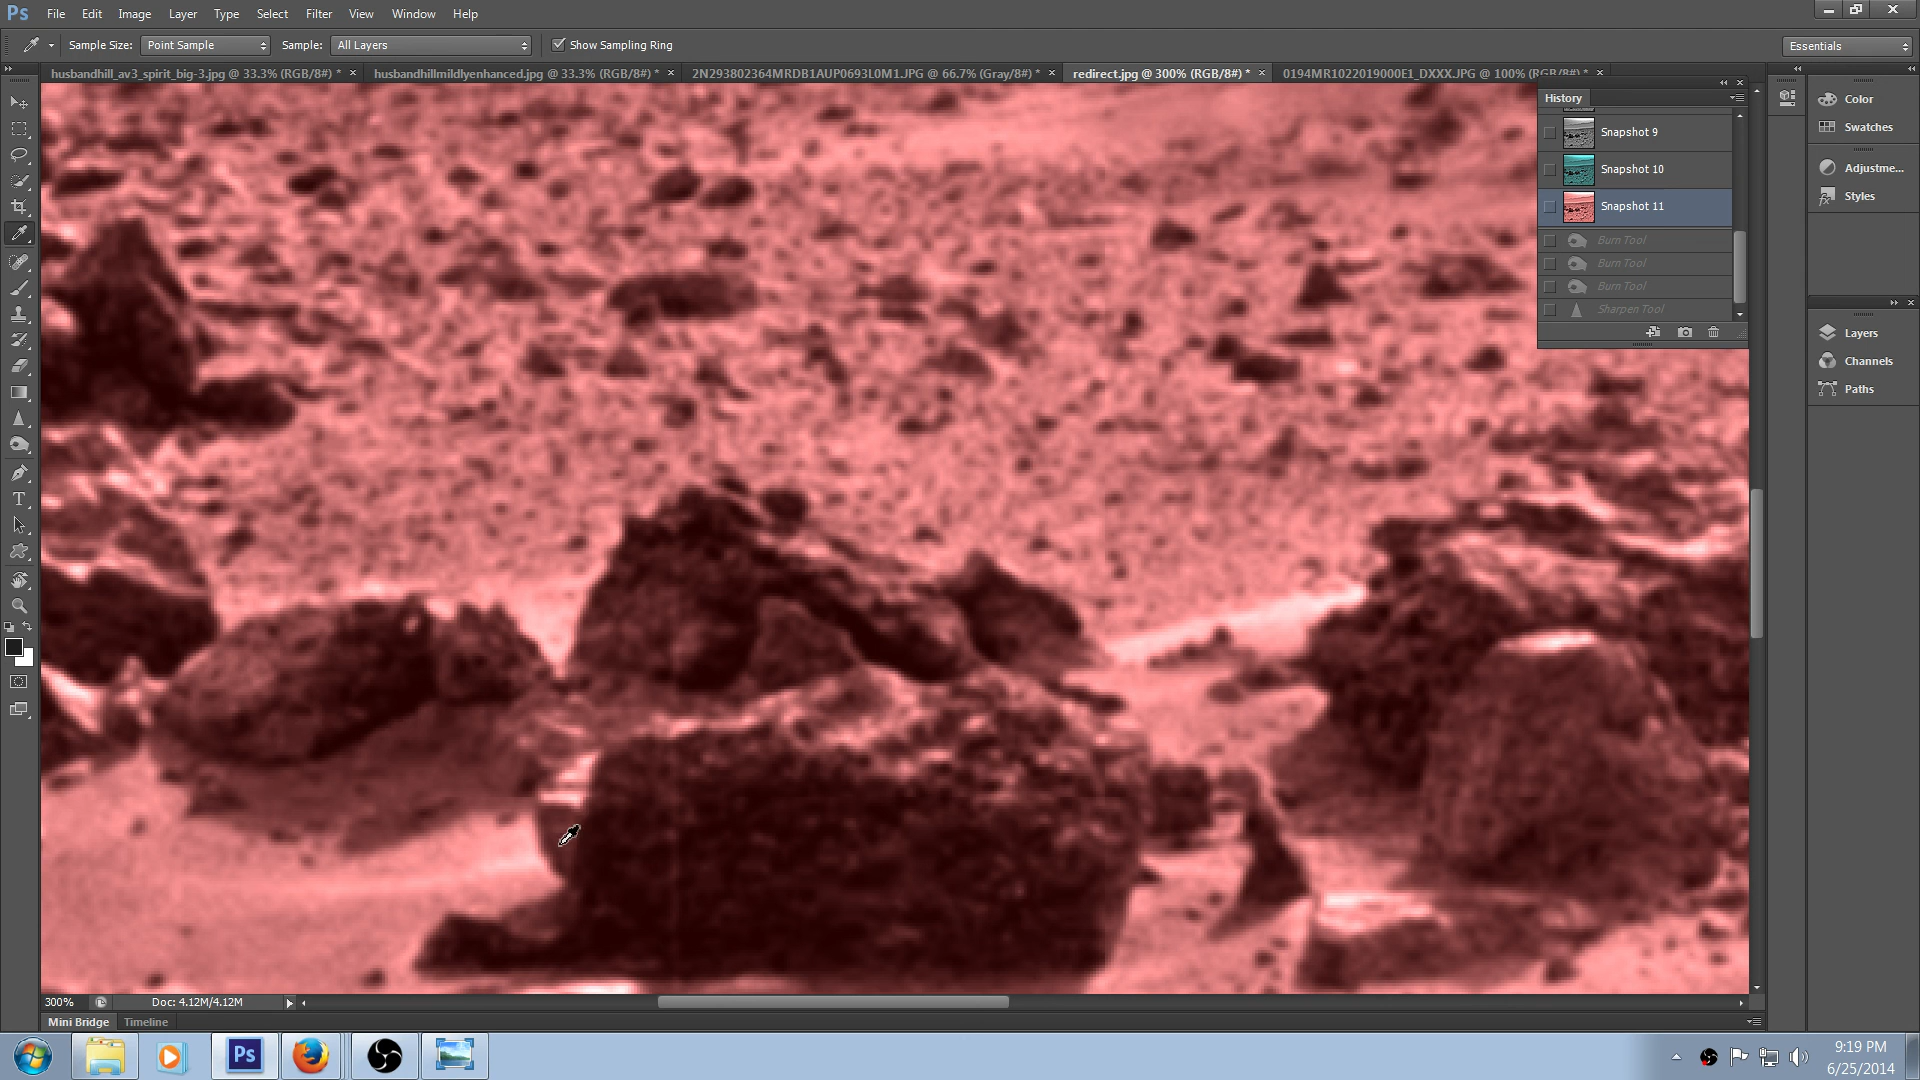 Ps File Edit Image Layer Type Select Filter View Window Help
Sample Size: Point Sample Sample: All Layers Show Sampling Ring Essentials
husbandhill_av3_spirit_big-3.jpg @ 33.3% (RGB/8#) * × husbandhillmildlyenhanced.jpg @ 33.3% (RGB/8#) * × 2N293802364MRDB1AUP0693L0M1.JPG @ 66.7% (Gray/8#) * × redirect.jpg @ 300% (RGB/8#) * × 0194MR1022019000E1_DXXX.JPG @ 100% (RGB/8#) * ×
History
Snapshot 9
Snapshot 10
Snapshot 11
Burn Tool
Burn Tool
Burn Tool
Sharpen Tool
Color
Swatches
Adjustme...
Styles
Layers
Channels
Paths
300% Doc: 4.12M/4.12M
Mini Bridge Timeline
Ps
9:19 PM
6/25/2014